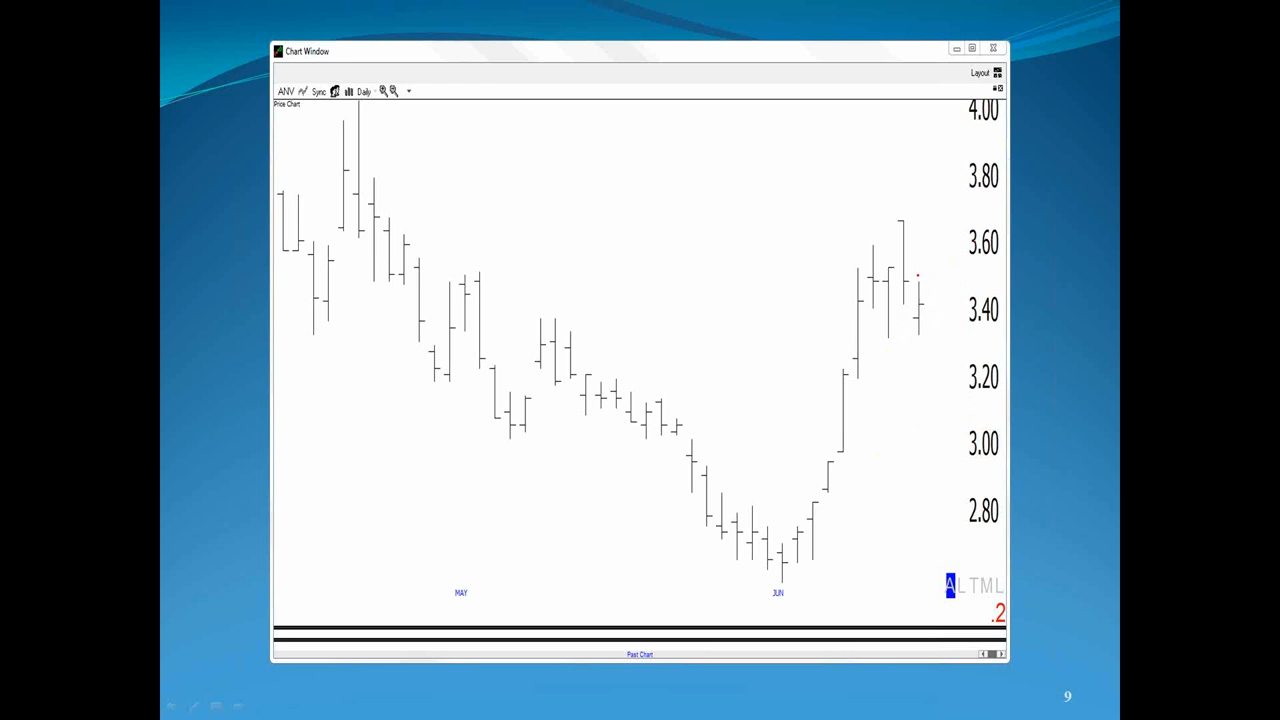 Chart Window
Layout
ANV Sync Daily
Price Chart
4.00
3.80
3.60
3.40
3.20
3.00
2.80
MAY JUN
ALTML
.2
Past Chart
9